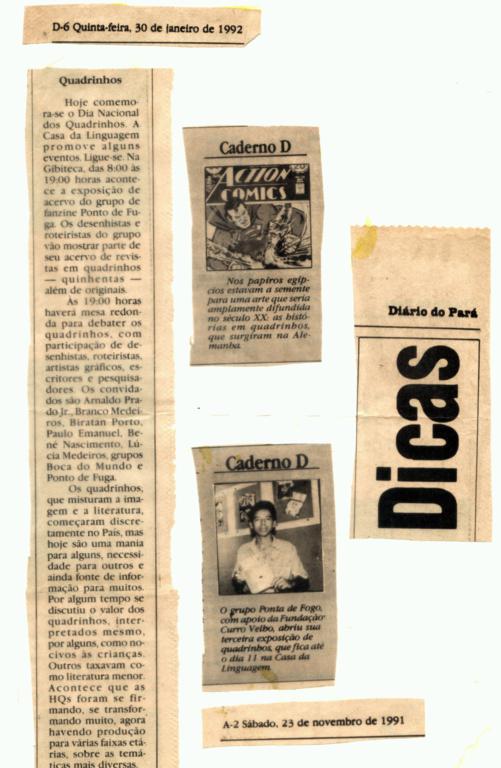 D-6 Quinta-feira, 30 de janeiro de 1992
Quadrinhos
Hoje comemo-
ra-se o Dia Nacional
dos Quadrinhos. A
Casa da Linguagem
promove alguns
eventos. Ligue-se. Na
Gibiteca, das 8:00 às
19:00 horas aconte-
ce a exposição de
acervo do grupo de
fanzine Ponto de Fu-
ga. Os desenhistas e
roteiristas do grupo
vão mostrar parte de
seu acervo de revis-
tas em quadrinhos
— quinhentas —
além de originais.
Às 19:00 horas
haverá mesa redon-
da para debater os
quadrinhos, com
participação de de-
senhistas, roteiristas,
artistas gráficos, es-
critores e pesquisa-
dores. Os convida-
dos são Arnaldo Pra-
do Jr., Branco Medei-
ros, Biratan Porto,
Paulo Emanuel, Be-
né Nascimento, Lú-
cia Medeiros, grupos
Boca do Mundo e
Ponto de Fuga.
Os quadrinhos,
que misturam a ima-
gem e a literatura,
começaram discre-
tamente no País, mas
hoje são uma mania
para alguns, necessi-
dade para outros e
ainda fonte de infor-
mação para muitos.
Por algum tempo se
discutiu o valor dos
quadrinhos, inter-
pretados mesmo,
por alguns, como no-
civos às crianças.
Outros taxavam co-
mo literatura menor.
Acontece que as
HQs foram se fir-
mando, se transfor-
mando muito, agora
havendo produção
para várias faixas etá-
rias, sobre as temá-
ticas mais diversas.
Caderno D
ACTION
COMICS
Nos papiros egíp-
cios estavam a semente
para uma arte que seria
amplamente difundida
no século XX: as histó-
rias em quadrinhos,
que surgiram na Ale-
manha.
Caderno D
O grupo Ponta de Fogo,
com apoio da Fundação
Curro Velho, abriu sua
terceira exposição de
quadrinhos, que fica até
o dia 11 na Casa da
Linguagem.
A-2 Sábado, 23 de novembro de 1991
Diário do Pará
Dicas